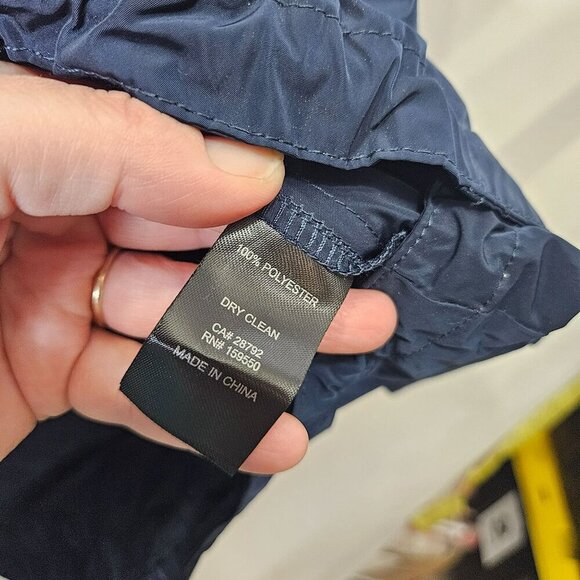 100% POLYESTER
DRY CLEAN
CA# 28792
RN# 159550
MADE IN CHINA